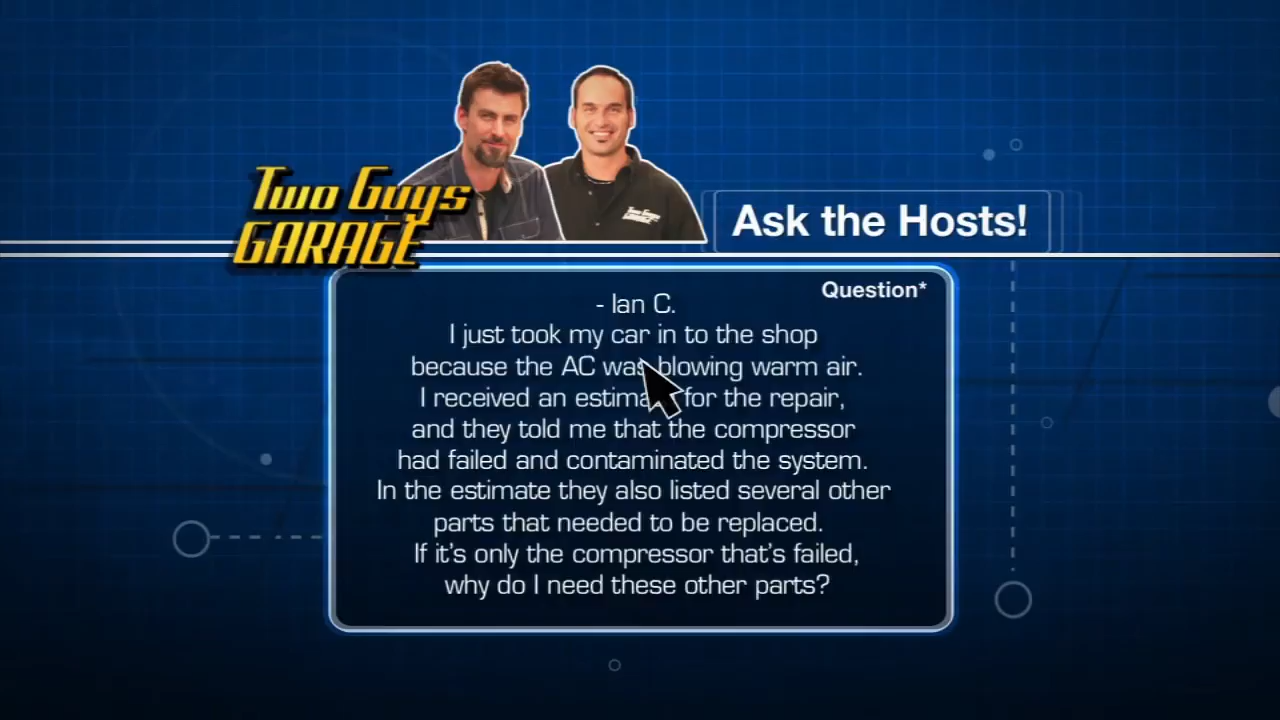 Two Guys
GARAGE
Two Guys
GARAGE
Ask the Hosts!
Question*
- Ian C.
I just took my car in to the shop
because the AC was blowing warm air.
I received an for the repair,
and they told me that the compressor
had failed and contaminated the system.
In the estimate they also listed several other
parts that needed to be replaced.
If it's only the compressor that's failed,
why do I need these other parts?